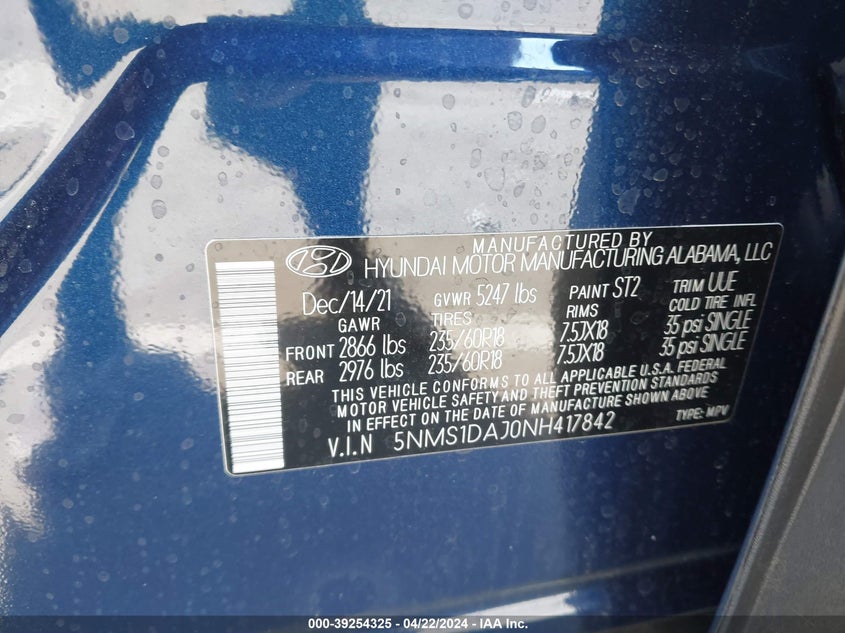 MANUFACTURED BY
HYUNDAI MOTOR MANUFACTURING ALABAMA, LLC
Dec/14/21 GVWR 5247 lbs PAINT ST2 TRIM UUE
GAWR TIRES RIMS COLD TIRE INFL
FRONT 2866 lbs 235/60R18 7.5JX18 35 psi SINGLE
REAR 2976 lbs 235/60R18 7.5JX18 35 psi SINGLE
THIS VEHICLE CONFORMS TO ALL APPLICABLE U.S.A. FEDERAL
MOTOR VEHICLE SAFETY AND THEFT PREVENTION STANDARDS
IN EFFECT ON THE DATE OF MANUFACTURE SHOWN ABOVE
V.I.N 5NMS1DAJ0NH417842 TYPE: MPV
000-39254325 - 04/22/2024 - IAA Inc.